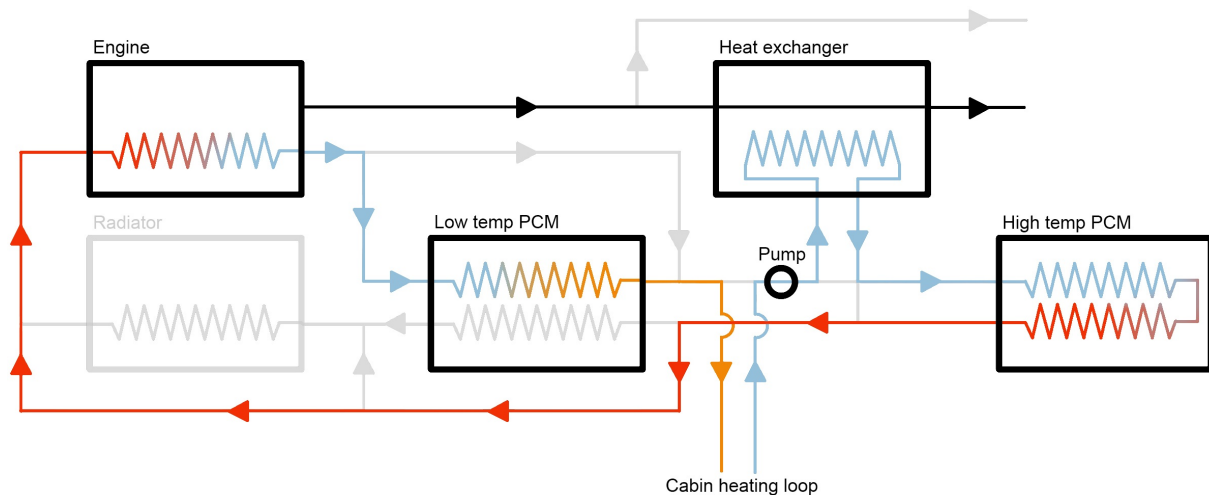 Engine
Heat exchanger
Radiator
Low temp PCM
High temp PCM
Pump
Cabin heating loop